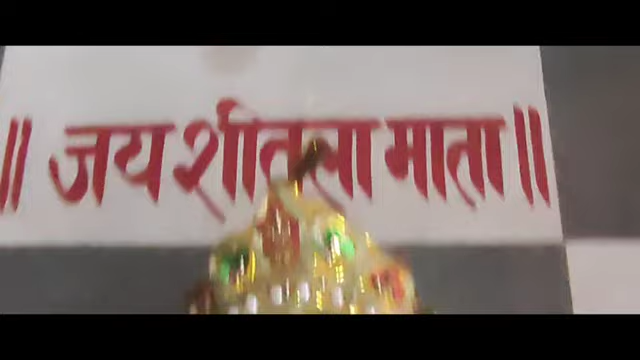 ॥ जय शीतला माता ॥